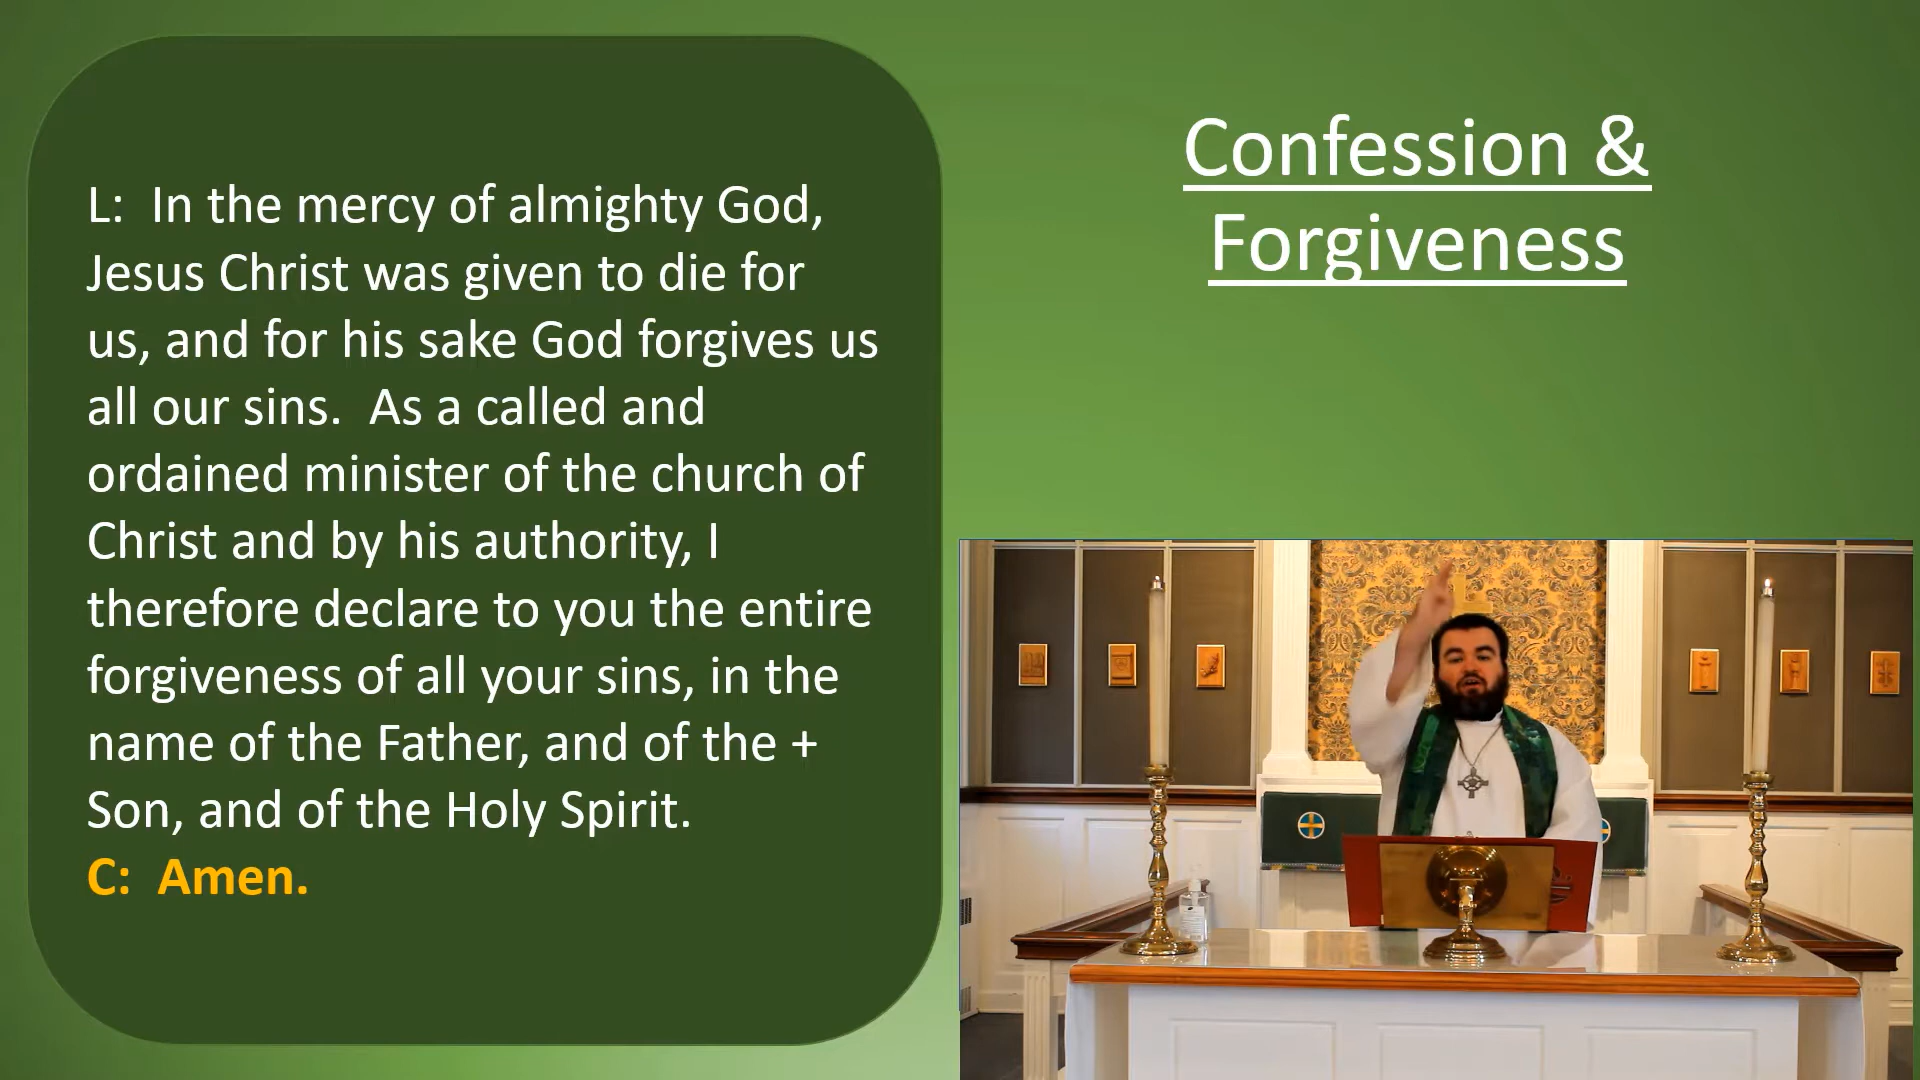 Confession &
Forgiveness
L:  In the mercy of almighty God,
Jesus Christ was given to die for
us, and for his sake God forgives us
all our sins.  As a called and
ordained minister of the church of
Christ and by his authority, I
therefore declare to you the entire
forgiveness of all your sins, in the
name of the Father, and of the +
Son, and of the Holy Spirit.
C:  Amen.